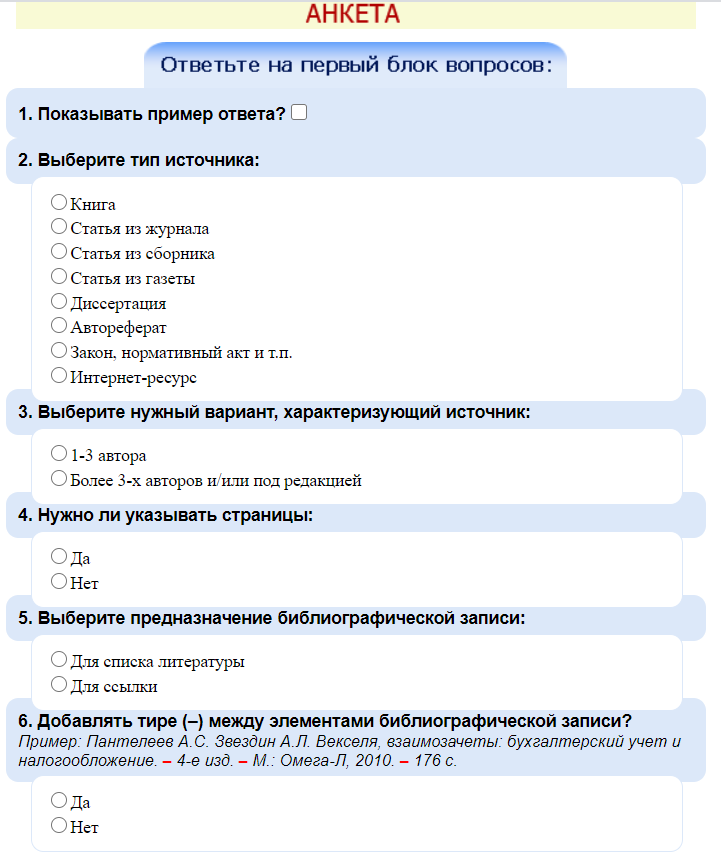 АНКЕТА
Ответьте на первый блок вопросов:
1. Показывать пример ответа?
2. Выберите тип источника:
Книга
Статья из журнала
Статья из сборника
Статья из газеты
Диссертация
Автореферат
Закон, нормативный акт и т.п.
Интернет-ресурс
3. Выберите нужный вариант, характеризующий источник:
1-3 автора
Более 3-х авторов и/или под редакцией
4. Нужно ли указывать страницы:
Да
Нет
5. Выберите предназначение библиографической записи:
Для списка литературы
Для ссылки
6. Добавлять тире (–) между элементами библиографической записи?
Пример: Пантелеев А.С. Звездин А.Л. Векселя, взаимозачеты: бухгалтерский учет и
налогообложение. – 4-е изд. – М.: Омега-Л, 2010. – 176 с.
Да
Нет